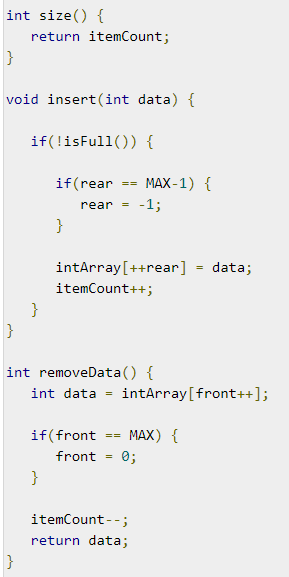 int size() {
   return itemCount;
}

void insert(int data) {

   if(!isFull()) {

      if(rear == MAX-1) {
         rear = -1;
      }

      intArray[++rear] = data;
      itemCount++;
   }
}

int removeData() {
   int data = intArray[front++];

   if(front == MAX) {
      front = 0;
   }

   itemCount--;
   return data;
}